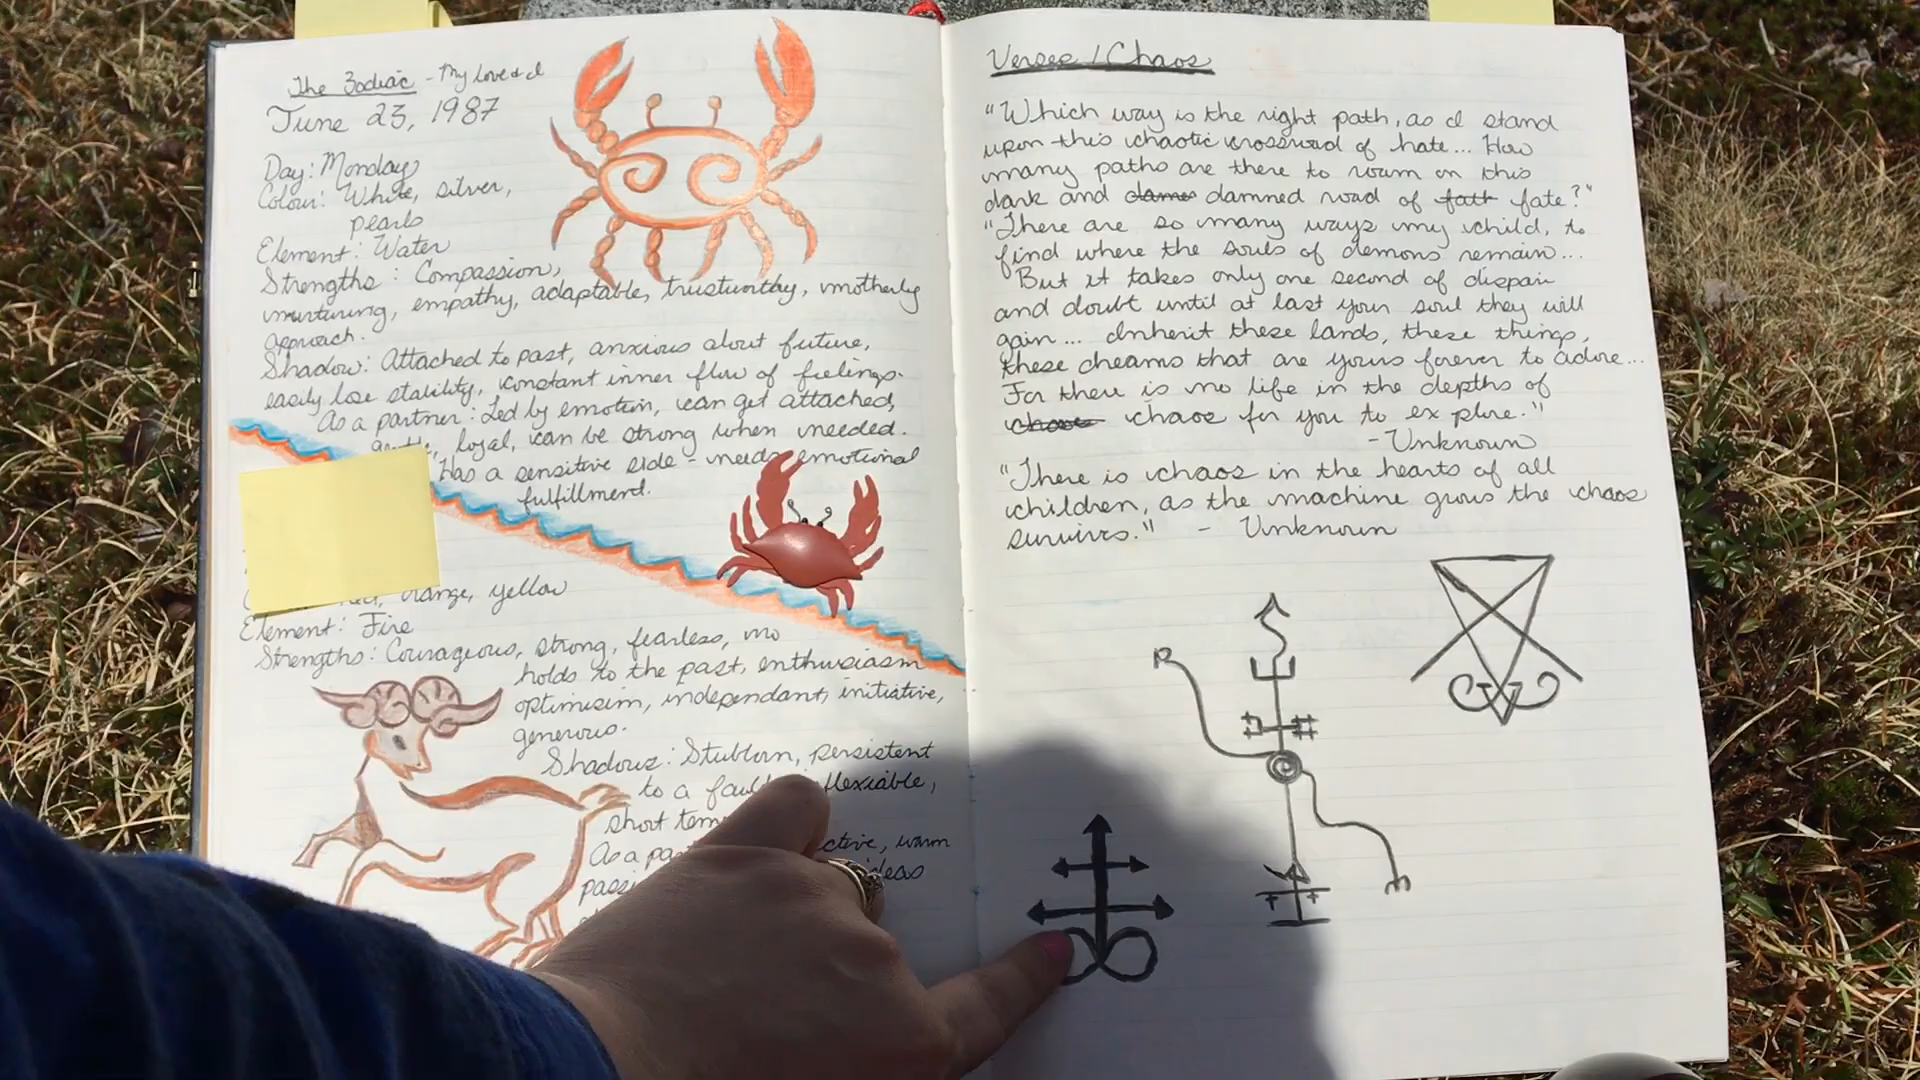 The Zodiac - My love & I
June 23, 1987
Day: Monday
Colour: White, silver,
pearls
Element: Water
Strengths: Compassion,
nurturing, empathy, adaptable, trustworthy, motherly
approach.
Shadow: Attached to past, anxious about future,
easily lose stability, constant inner flow of feelings.
As a partner: Led by emotion, can get attached,
loyal, can be strong when needed.
Has a sensitive side - needs emotional
fulfillment.
orange, yellow
Element: Fire
Strengths: Courageous, strong, fearless, no
holds to the past, enthusiasm
optimisim, independant, initiative,
generous.
Shadows: Stubborn, persistent
to a
short
As a
ideas
warm
Verses / Chaos
"Which way is the right path, as I stand
upon this chaotic crossroad of hate... How
many paths are there to roam on this
dark and dame damned road of fatt fate?"
"There are so many ways my child, to
find where the souls of demons remain...
But it takes only one second of dispair
and doubt until at last your soul they will
gain... Inherit these lands, these things,
these dreams that are yours forever to adore...
For there is no life in the depths of
chaos for you to explore."
- Unknown
"There is chaos in the hearts of all
children, as the machine grows the chaos
survives." - Unknown